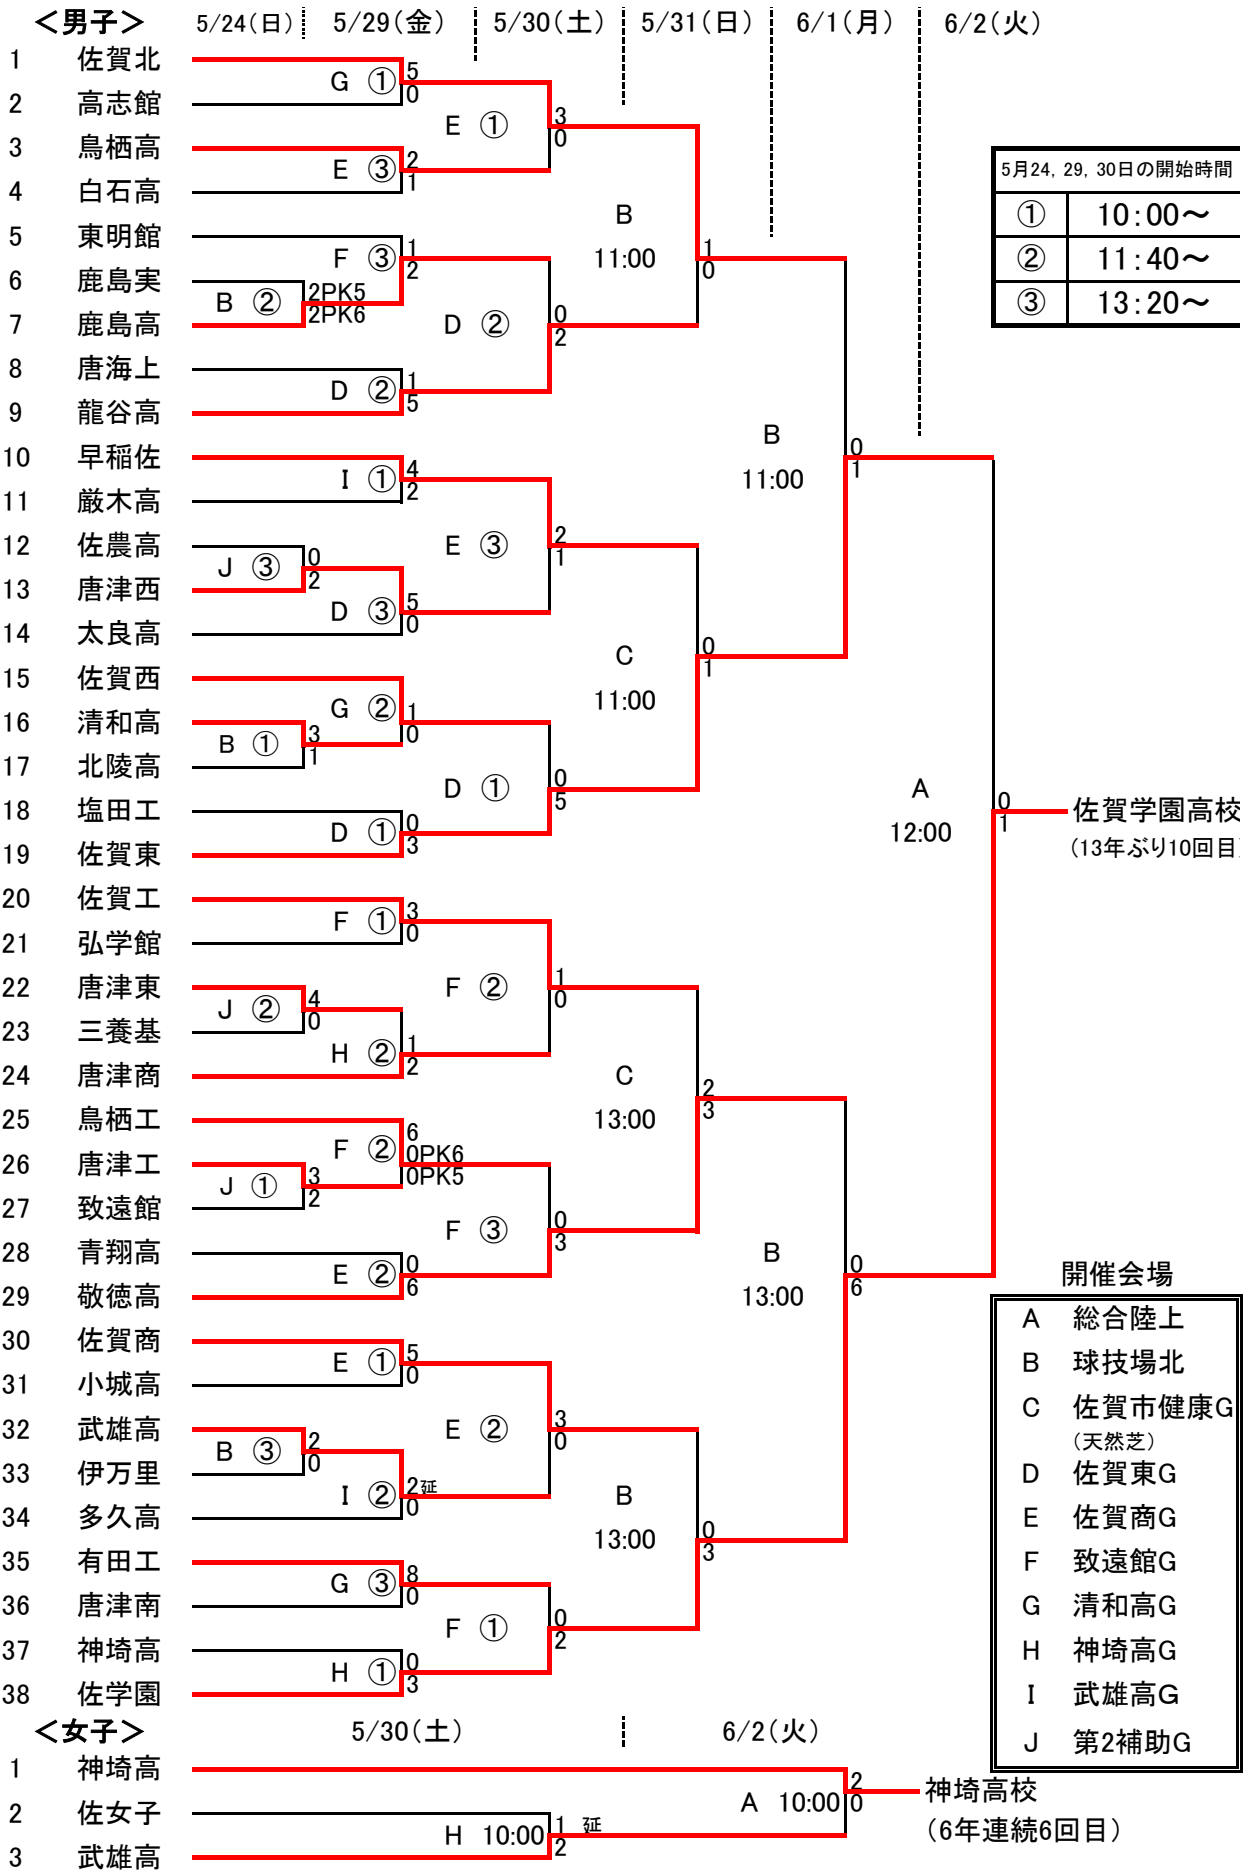 ＜男子＞ 5/24(日) 5/29(金) 5/30(土) 5/31(日) 6/1(月) 6/2(火)
1 佐賀北
G ① 5
0
2 高志館
E ① 3
0
3 鳥栖高
E ③ 2
1
4 白石高
5月24，29，30日の開始時間
① 10:00～
② 11:40～
③ 13:20～
B
11:00
1
0
5 東明館
F ③ 1
2
6 鹿島実
B ② 2PK5
2PK6
7 鹿島高
D ② 0
2
8 唐海上
D ② 1
5
9 龍谷高
B
11:00
0
1
10 早稲佐
I ① 4
2
11 厳木高
E ③ 2
1
12 佐農高
J ③ 0
2
13 唐津西
D ③ 5
0
14 太良高
C
11:00
0
1
15 佐賀西
G ② 1
0
16 清和高
B ① 3
1
17 北陵高
D ① 0
5
18 塩田工
D ① 0
3
19 佐賀東
A
12:00
0
1
佐賀学園高校
(13年ぶり10回目)
20 佐賀工
F ① 3
0
21 弘学館
F ② 1
0
22 唐津東
J ② 4
0
23 三養基
H ② 1
2
24 唐津商
C
13:00
2
3
25 鳥栖工
F ② 6
0PK6
0PK5
26 唐津工
J ① 3
2
27 致遠館
F ③ 0
3
28 青翔高
E ② 0
6
29 敬徳高
B
13:00
0
6
30 佐賀商
E ① 5
0
31 小城高
E ② 3
0
32 武雄高
B ③ 2
0
33 伊万里
I ② 2延
0
34 多久高
B
13:00
0
3
35 有田工
G ③ 8
0
36 唐津南
F ① 0
2
37 神埼高
H ① 0
3
38 佐学園
開催会場
A 総合陸上
B 球技場北
C 佐賀市健康G
(天然芝)
D 佐賀東G
E 佐賀商G
F 致遠館G
G 清和高G
H 神埼高G
I 武雄高G
J 第2補助G
＜女子＞ 5/30(土) 6/2(火)
1 神埼高
A 10:00 2
0
神埼高校
(6年連続6回目)
2 佐女子
H 10:00 1 延
2
3 武雄高